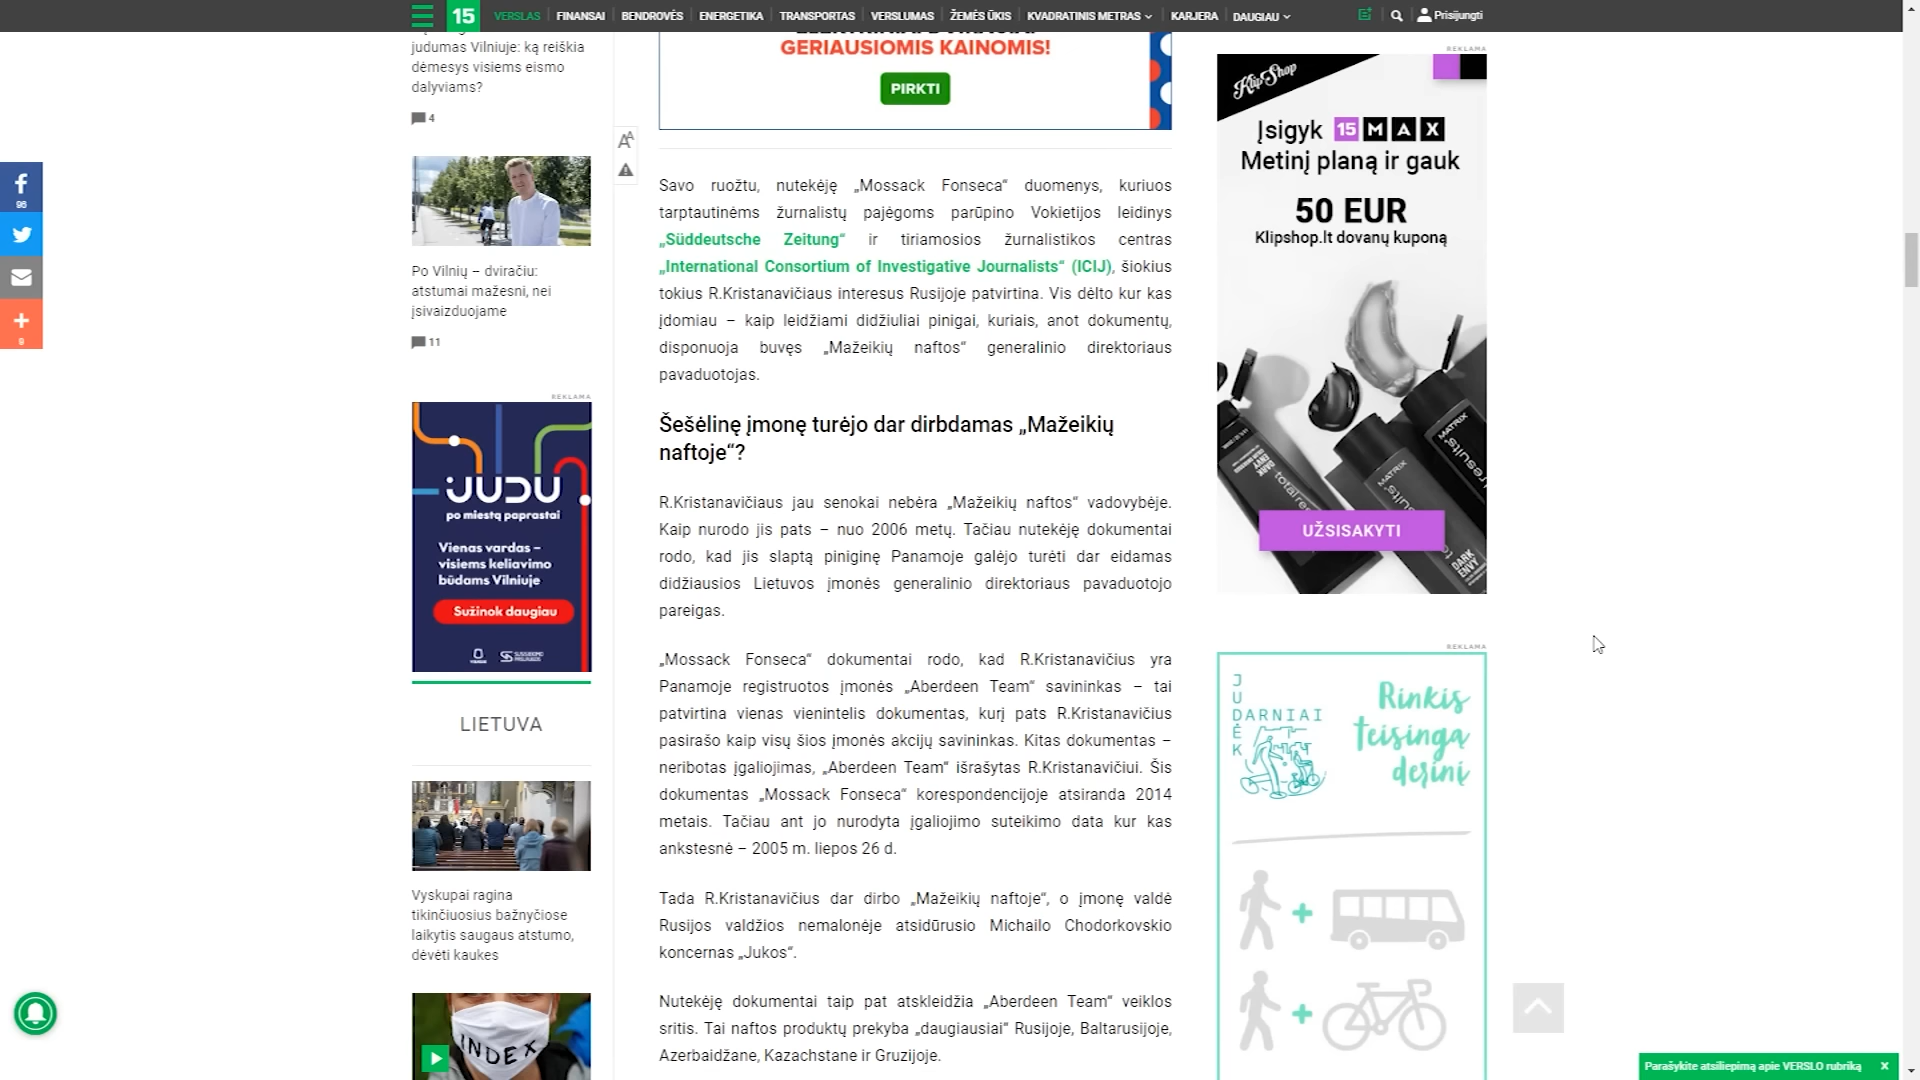 15
VERSLAS
FINANSAI
BENDROVĖS
ENERGETIKA
TRANSPORTAS
VERSLUMAS
ŽEMĖS ŪKIS
KVADRATINIS METRAS
KARJERA
DAUGIAU
Prisijungti
judumas Vilniuje: ką reiškia
dėmesys visiems eismo
dalyviams?
4
Po Vilnių – dviračiu:
atstumai mažesni, nei
įsivaizduojame
11
REKLAMA
JUDU
po miestą paprastai
Vienas vardas –
visiems keliavimo
būdams Vilniuje
Sužinok daugiau
LIETUVA
Vyskupai ragina
tikinčiuosius bažnyčiose
laikytis saugaus atstumo,
dėvėti kaukes
INDEX
96
9
GERIAUSIOMIS KAINOMIS!
PIRKTI
Savo ruožtu, nutekėję „Mossack Fonseca“ duomenys, kuriuos
tarptautinėms žurnalistų pajėgoms parūpino Vokietijos leidinys
„Süddeutsche Zeitung“ ir tiriamosios žurnalistikos centras
„International Consortium of Investigative Journalists“ (ICIJ), šiokius
tokius R.Kristanavičiaus interesus Rusijoje patvirtina. Vis dėlto kur kas
įdomiau – kaip leidžiami didžiuliai pinigai, kuriais, anot dokumentų,
disponuoja buvęs „Mažeikių naftos“ generalinio direktoriaus
pavaduotojas.
Šešėlinę įmonę turėjo dar dirbdamas „Mažeikių
naftoje“?
R.Kristanavičiaus jau senokai nebėra „Mažeikių naftos“ vadovybėje.
Kaip nurodo jis pats – nuo 2006 metų. Tačiau nutekėję dokumentai
rodo, kad jis slaptą piniginę Panamoje galėjo turėti dar eidamas
didžiausios Lietuvos įmonės generalinio direktoriaus pavaduotojo
pareigas.
„Mossack Fonseca“ dokumentai rodo, kad R.Kristanavičius yra
Panamoje registruotos įmonės „Aberdeen Team“ savininkas – tai
patvirtina vienas vienintelis dokumentas, kurį pats R.Kristanavičius
pasirašo kaip visų šios įmonės akcijų savininkas. Kitas dokumentas –
neribotas įgaliojimas, „Aberdeen Team“ išrašytas R.Kristanavičiui. Šis
dokumentas „Mossack Fonseca“ korespondencijoje atsiranda 2014
metais. Tačiau ant jo nurodyta įgaliojimo suteikimo data kur kas
ankstesnė – 2005 m. liepos 26 d.
Tada R.Kristanavičius dar dirbo „Mažeikių naftoje“, o įmonę valdė
Rusijos valdžios nemalonėje atsidūrusio Michailo Chodorkovskio
koncernas „Jukos“.
Nutekėję dokumentai taip pat atskleidžia „Aberdeen Team“ veiklos
sritis. Tai naftos produktų prekyba „daugiausiai“ Rusijoje, Baltarusijoje,
Azerbaidžane, Kazachstane ir Gruzijoje.
REKLAMA
KlipShop
Įsigyk 15 MAX
Metinį planą ir gauk
50 EUR
Klipshop.lt dovanų kuponą
MATRIX
MATRIX
results
total res
DARK ENVY
UŽSISAKYTI
REKLAMA
JUDĖK
DARNIAI
Rinkis
teisingą
derinį
Parašykite atsiliepimą apie VERSLO rubriką